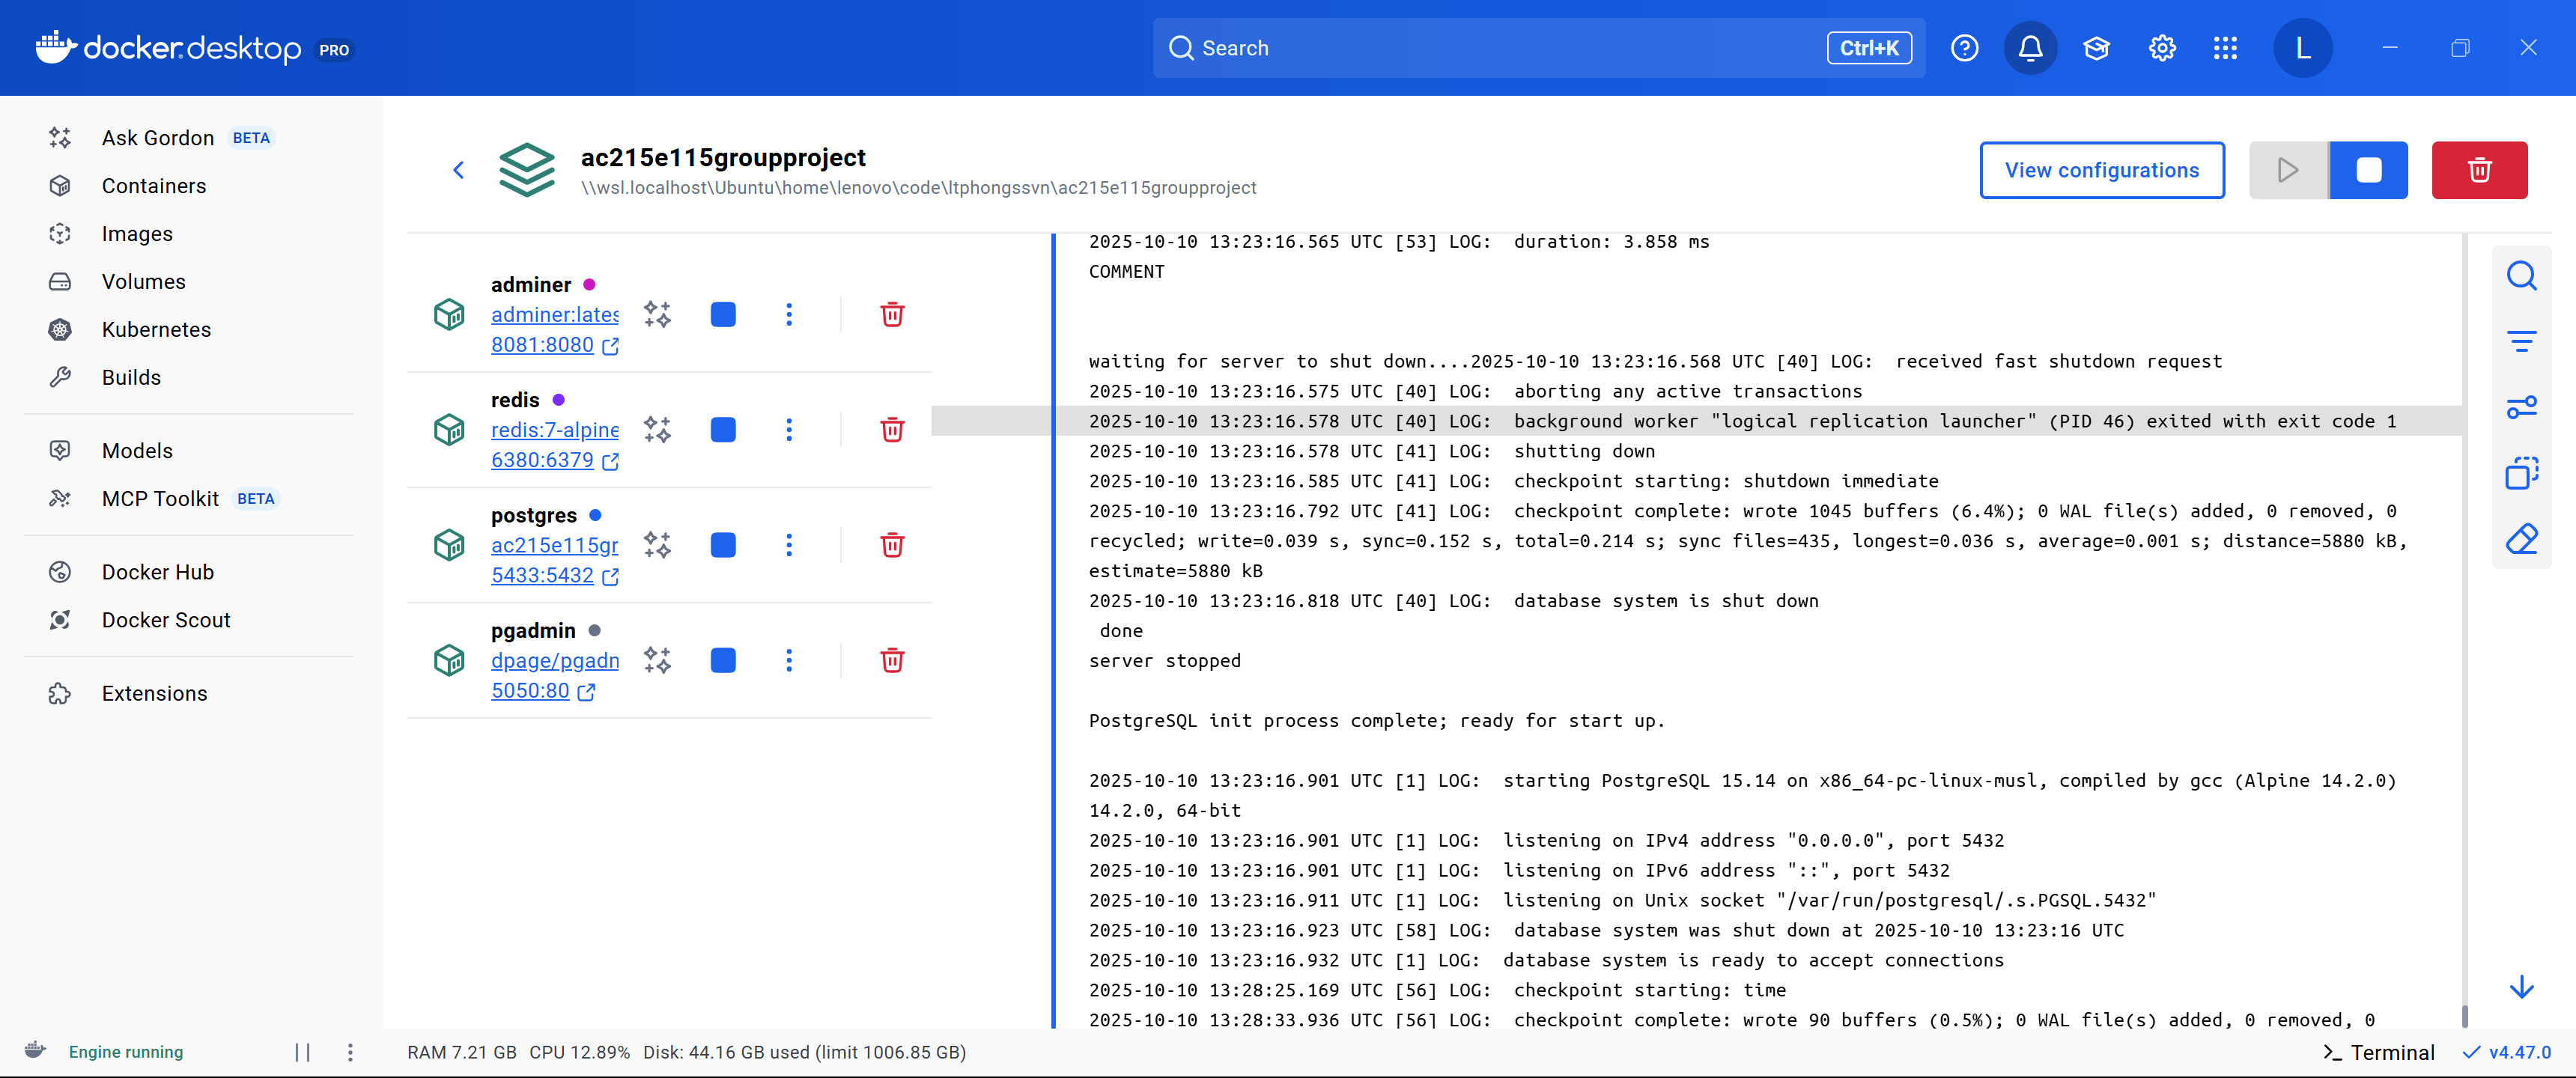 docker desktop PRO
Search
Ctrl+K
L
Ask Gordon BETA
Containers
Images
Volumes
Kubernetes
Builds
Models
MCP Toolkit BETA
Docker Hub
Docker Scout
Extensions
ac215e115groupproject
\\wsl.localhost\Ubuntu\home\lenovo\code\ltphongssvn\ac215e115groupproject
View configurations
adminer
adminer:lates
8081:8080
redis
redis:7-alpine
6380:6379
postgres
ac215e115gr
5433:5432
pgadmin
dpage/pgadn
5050:80
2025-10-10 13:23:16.565 UTC [53] LOG:  duration: 3.858 ms
COMMENT
waiting for server to shut down....2025-10-10 13:23:16.568 UTC [40] LOG:  received fast shutdown request
2025-10-10 13:23:16.575 UTC [40] LOG:  aborting any active transactions
2025-10-10 13:23:16.578 UTC [40] LOG:  background worker "logical replication launcher" (PID 46) exited with exit code 1
2025-10-10 13:23:16.578 UTC [41] LOG:  shutting down
2025-10-10 13:23:16.585 UTC [41] LOG:  checkpoint starting: shutdown immediate
2025-10-10 13:23:16.792 UTC [41] LOG:  checkpoint complete: wrote 1045 buffers (6.4%); 0 WAL file(s) added, 0 removed, 0
recycled; write=0.039 s, sync=0.152 s, total=0.214 s; sync files=435, longest=0.036 s, average=0.001 s; distance=5880 kB,
estimate=5880 kB
2025-10-10 13:23:16.818 UTC [40] LOG:  database system is shut down
done
server stopped
PostgreSQL init process complete; ready for start up.
2025-10-10 13:23:16.901 UTC [1] LOG:  starting PostgreSQL 15.14 on x86_64-pc-linux-musl, compiled by gcc (Alpine 14.2.0)
14.2.0, 64-bit
2025-10-10 13:23:16.901 UTC [1] LOG:  listening on IPv4 address "0.0.0.0", port 5432
2025-10-10 13:23:16.901 UTC [1] LOG:  listening on IPv6 address "::", port 5432
2025-10-10 13:23:16.911 UTC [1] LOG:  listening on Unix socket "/var/run/postgresql/.s.PGSQL.5432"
2025-10-10 13:23:16.923 UTC [58] LOG:  database system was shut down at 2025-10-10 13:23:16 UTC
2025-10-10 13:23:16.932 UTC [1] LOG:  database system is ready to accept connections
2025-10-10 13:28:25.169 UTC [56] LOG:  checkpoint starting: time
2025-10-10 13:28:33.936 UTC [56] LOG:  checkpoint complete: wrote 90 buffers (0.5%); 0 WAL file(s) added, 0 removed, 0
Engine running
RAM 7.21 GB CPU 12.89% Disk: 44.16 GB used (limit 1006.85 GB)
Terminal
v4.47.0